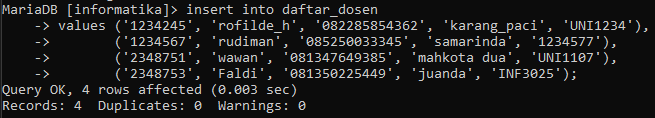 MariaDB [informatika]> insert into daftar_dosen
-> values ('1234245', 'rofilde_h', '082285854362', 'karang_paci', 'UNI1234'),
-> ('1234567', 'rudiman', '085250033345', 'samarinda', '1234577'),
-> ('2348751', 'wawan', '081347649385', 'mahkota dua', 'UNI1107'),
-> ('2348753', 'Faldi', '081350225449', 'juanda', 'INF3025');
Query OK, 4 rows affected (0.003 sec)
Records: 4  Duplicates: 0  Warnings: 0